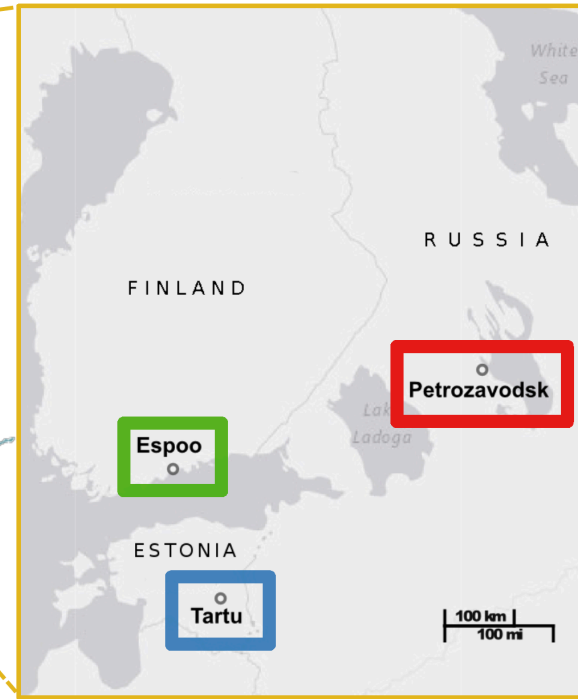 White
Sea
RUSSIA
FINLAND
Petrozavodsk
Lake
Ladoga
Espoo
ESTONIA
Tartu
100 km
100 mi